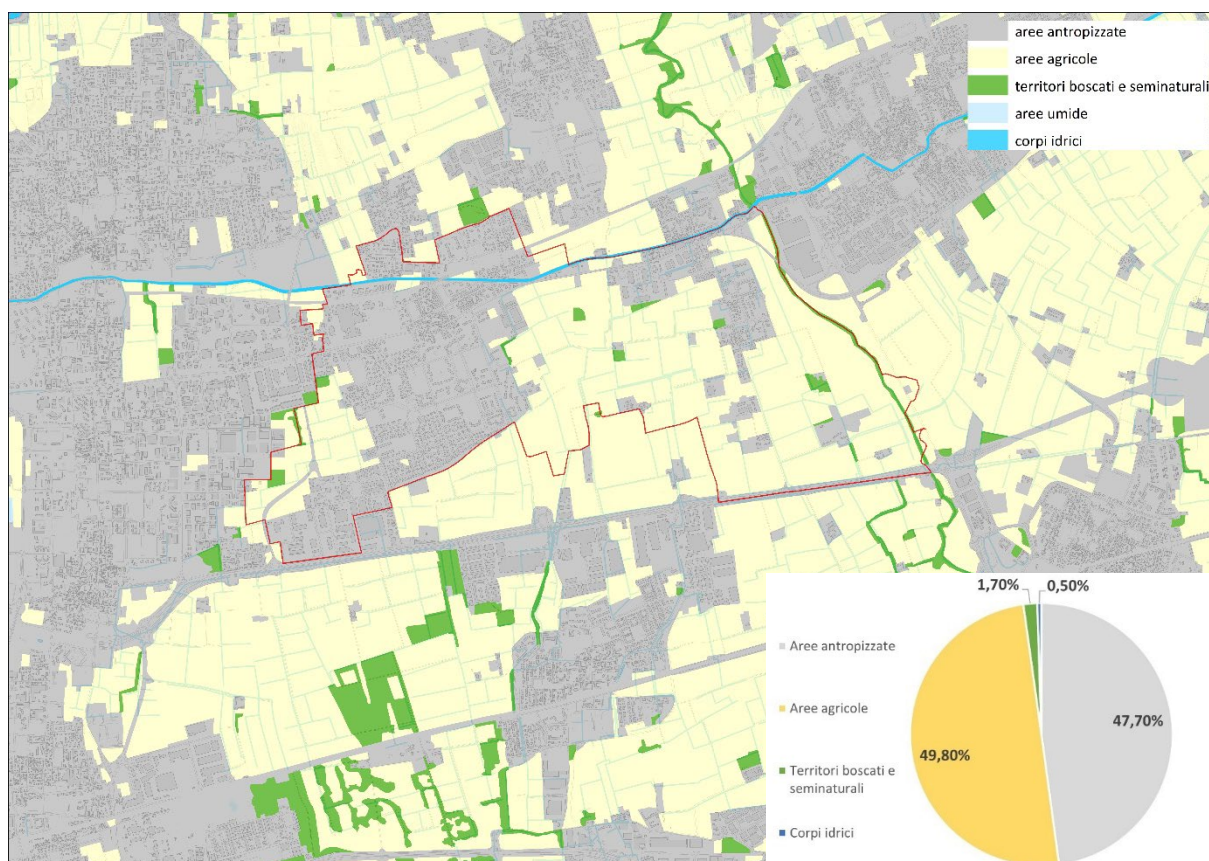 aree antropizzate
aree agricole
territori boscati e seminaturali
aree umide
corpi idrici
1,70%
0,50%
Aree antropizzate
Aree agricole
Territori boscati e
seminaturali
Corpi idrici
47,70%
49,80%